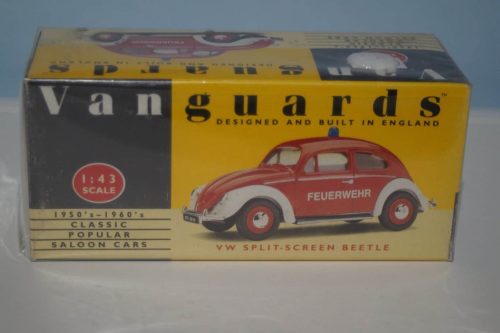 Vanguards
Vanguards™
DESIGNED AND BUILT IN ENGLAND
1:43
SCALE
FEUERWEHR
1950's-1960's
CLASSIC
POPULAR
SALOON CARS
VW SPLIT-SCREEN BEETLE